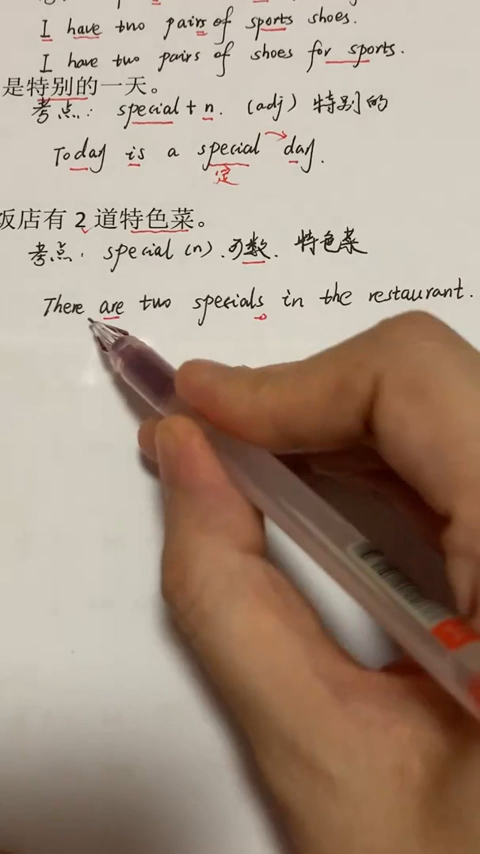 I have two pairs of sports shoes.
I have two pairs of shoes for sports.
是特别的一天。
考点: special + n. (adj) 特别的
Today is a special day.
定
饭店有 2 道特色菜。
考点: special (n). 可数. 特色菜
There are two specials in the restaurant.